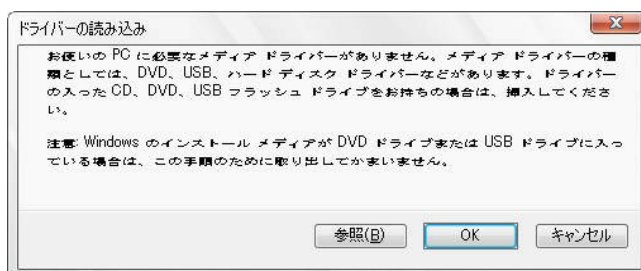 ドライバーの読み込み
お使いの PC に必要なメディア ドライバーがありません。メディア ドライバーの種
類としては、DVD、USB、ハード ディスク ドライバーなどがあります。ドライバー
の入った CD、DVD、USB フラッシュ ドライブをお持ちの場合は、挿入してくださ
い。
注意: Windows のインストール メディアが DVD ドライブまたは USB ドライブに入っ
ている場合は、この手順のために取り出してかまいません。
参照(B) OK キャンセル